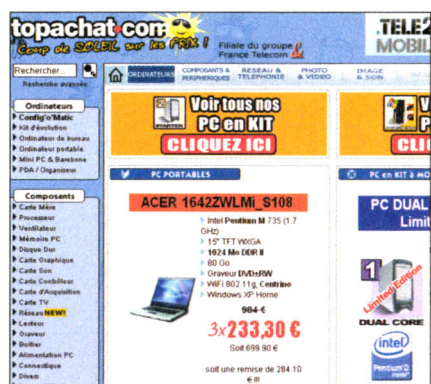 topachat.com
Coup de SOLEIL sur les PRIX !
Filiale du groupe
France Telecom
.TELE2
MOBIL
Rechercher
Recherche avancée
ORDINATEURS
COMPOSANTS &
PERIPHERIQUES
RESEAU &
TELEPHONIE
PHOTO
& VIDEO
IMAGE
& SON
Ordinateurs
Config'o'Matic
Kit d'évolution
Ordinateur de bureau
Ordinateur portable
Mini PC & Barebone
PDA / Organiseur
Composants
Carte Mère
Processeur
Ventilateur
Mémoire PC
Disque Dur
Carte Graphique
Carte Son
Carte Contrôleur
Carte d'Acquisition
Carte TV
Réseau NEW!
Lecteur
Graveur
Boîtier
Alimentation PC
Connectique
Divers
Voir tous nos
PC en KIT
CLIQUEZ ICI
PC PORTABLES
ACER 1642ZWLMi_S108
Intel Pentium M 735 (1.7
GHz)
15" TFT WXGA
1024 Mo DDR II
80 Go
Graveur DVD±RW
WiFi 802 11g, Centrino
Windows XP Home
984 €
3x233,30 €
Soit 699.90 €
soit une remise de 284.10
€ !!!
V
CLI
PC en KIT à MO
PC DUAL
Limit
1
Limited Edition
DUAL CORE
intel
Pentium D